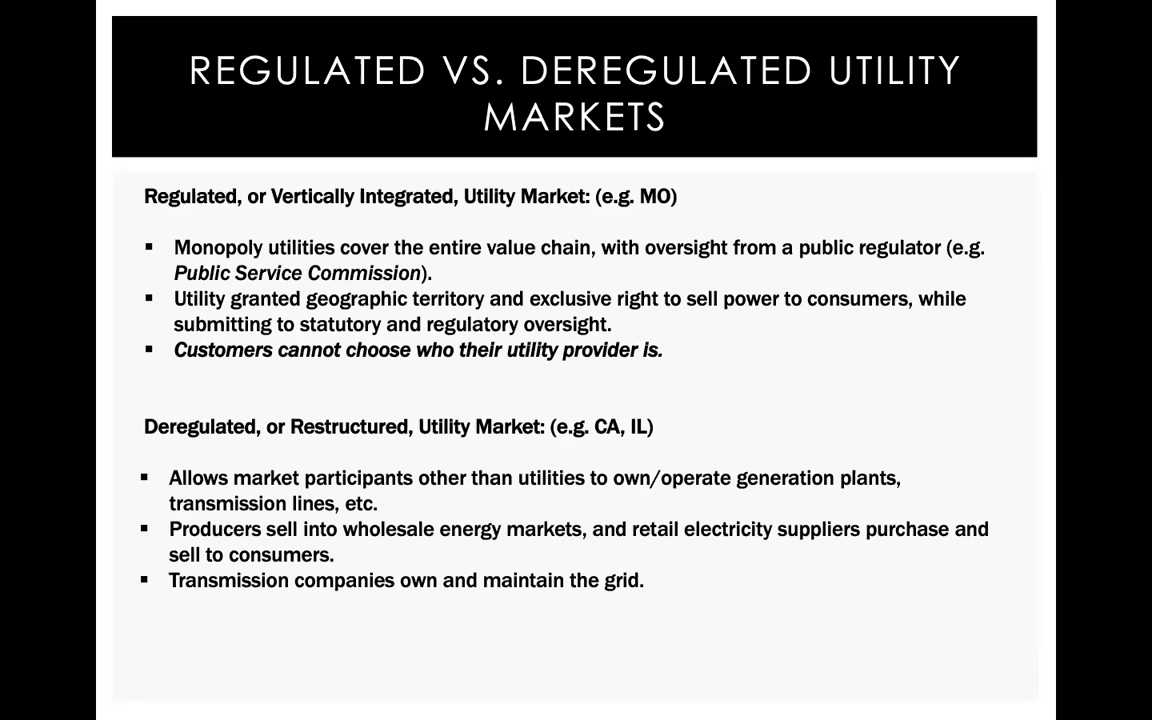 REGULATED VS. DEREGULATED UTILITY
MARKETS
Regulated, or Vertically Integrated, Utility Market: (e.g. MO)
▪ Monopoly utilities cover the entire value chain, with oversight from a public regulator (e.g.
Public Service Commission).
▪ Utility granted geographic territory and exclusive right to sell power to consumers, while
submitting to statutory and regulatory oversight.
▪ Customers cannot choose who their utility provider is.
Deregulated, or Restructured, Utility Market: (e.g. CA, IL)
▪ Allows market participants other than utilities to own/operate generation plants,
transmission lines, etc.
▪ Producers sell into wholesale energy markets, and retail electricity suppliers purchase and
sell to consumers.
▪ Transmission companies own and maintain the grid.